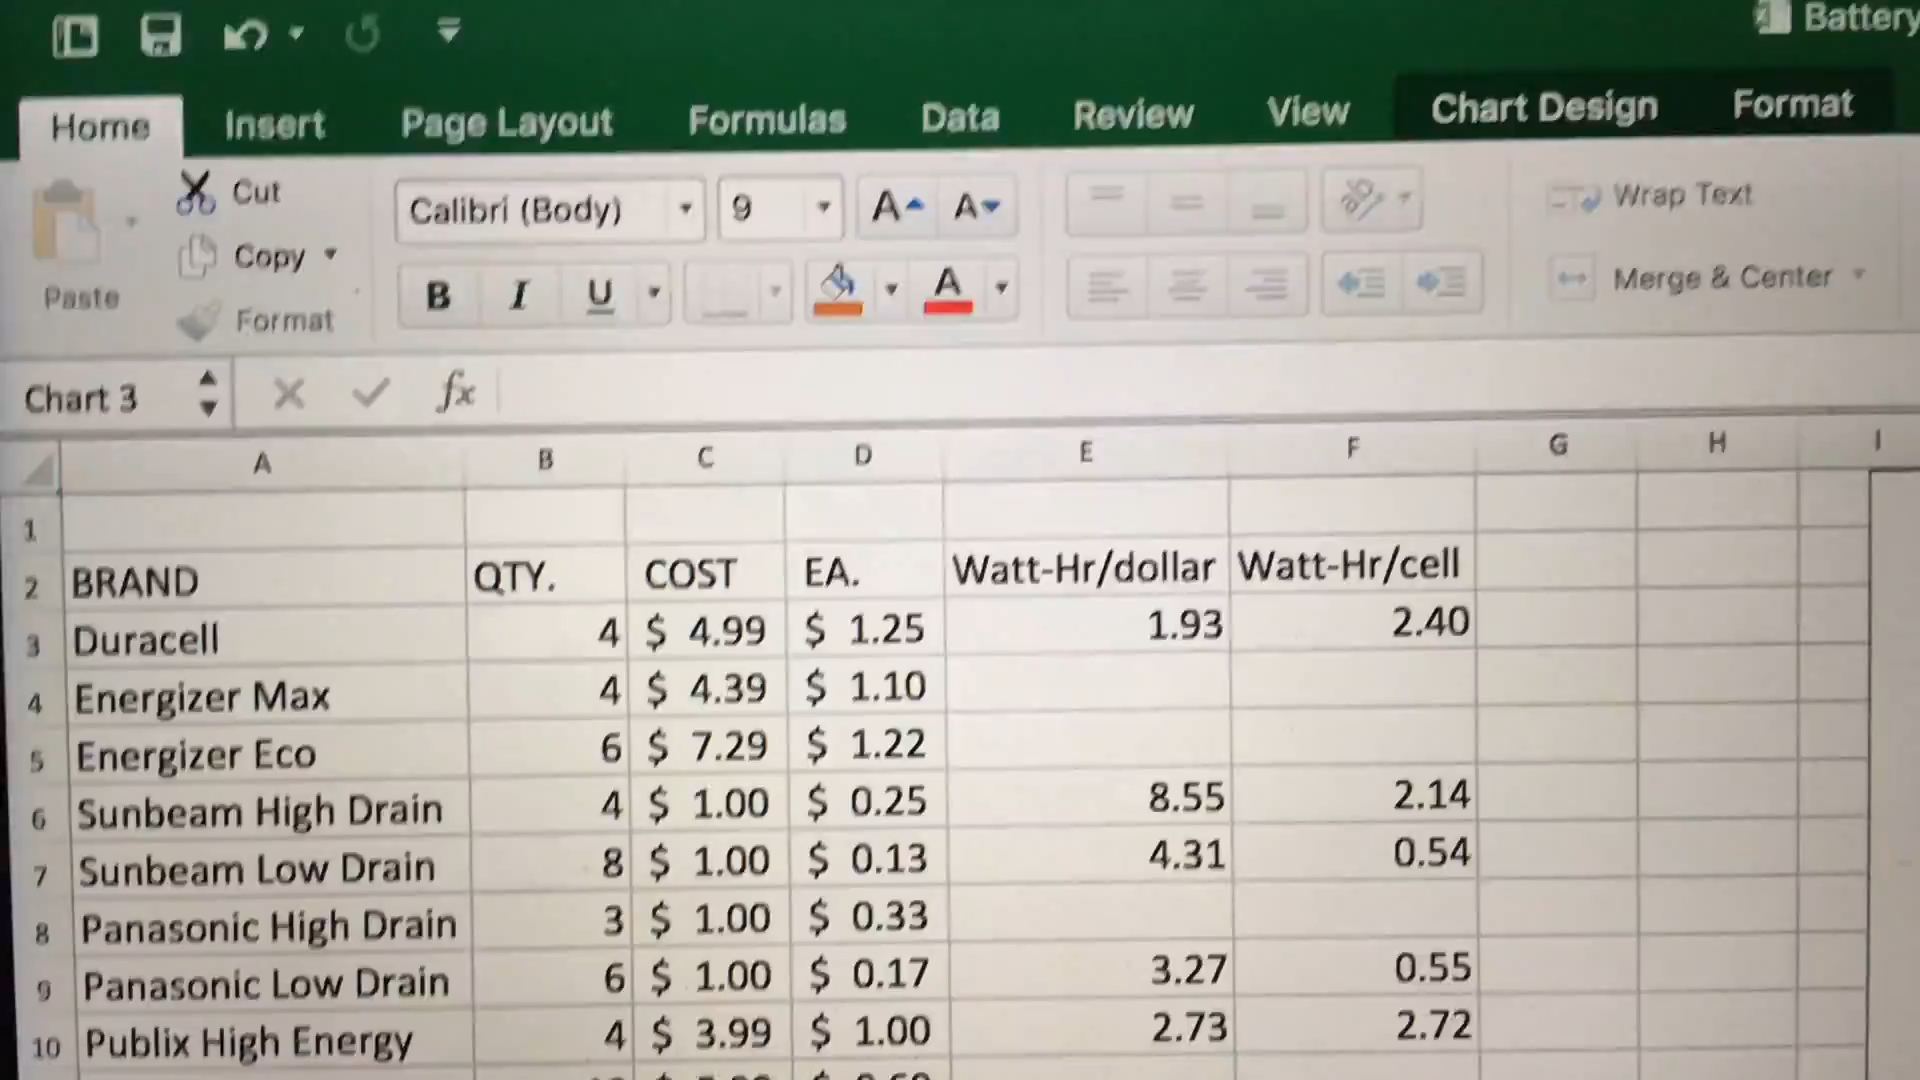 Battery
Home Insert Page Layout Formulas Data Review View Chart Design Format
Cut
Copy
Format
Paste
Calibri (Body) 9 A A
B I U A
Wrap Text
Merge & Center
Chart 3 fx
A B C D E F G H I
1
2 BRAND QTY. COST EA. Watt-Hr/dollar Watt-Hr/cell
3 Duracell 4 $ 4.99 $ 1.25 1.93 2.40
4 Energizer Max 4 $ 4.39 $ 1.10
5 Energizer Eco 6 $ 7.29 $ 1.22
6 Sunbeam High Drain 4 $ 1.00 $ 0.25 8.55 2.14
7 Sunbeam Low Drain 8 $ 1.00 $ 0.13 4.31 0.54
8 Panasonic High Drain 3 $ 1.00 $ 0.33
9 Panasonic Low Drain 6 $ 1.00 $ 0.17 3.27 0.55
10 Publix High Energy 4 $ 3.99 $ 1.00 2.73 2.72